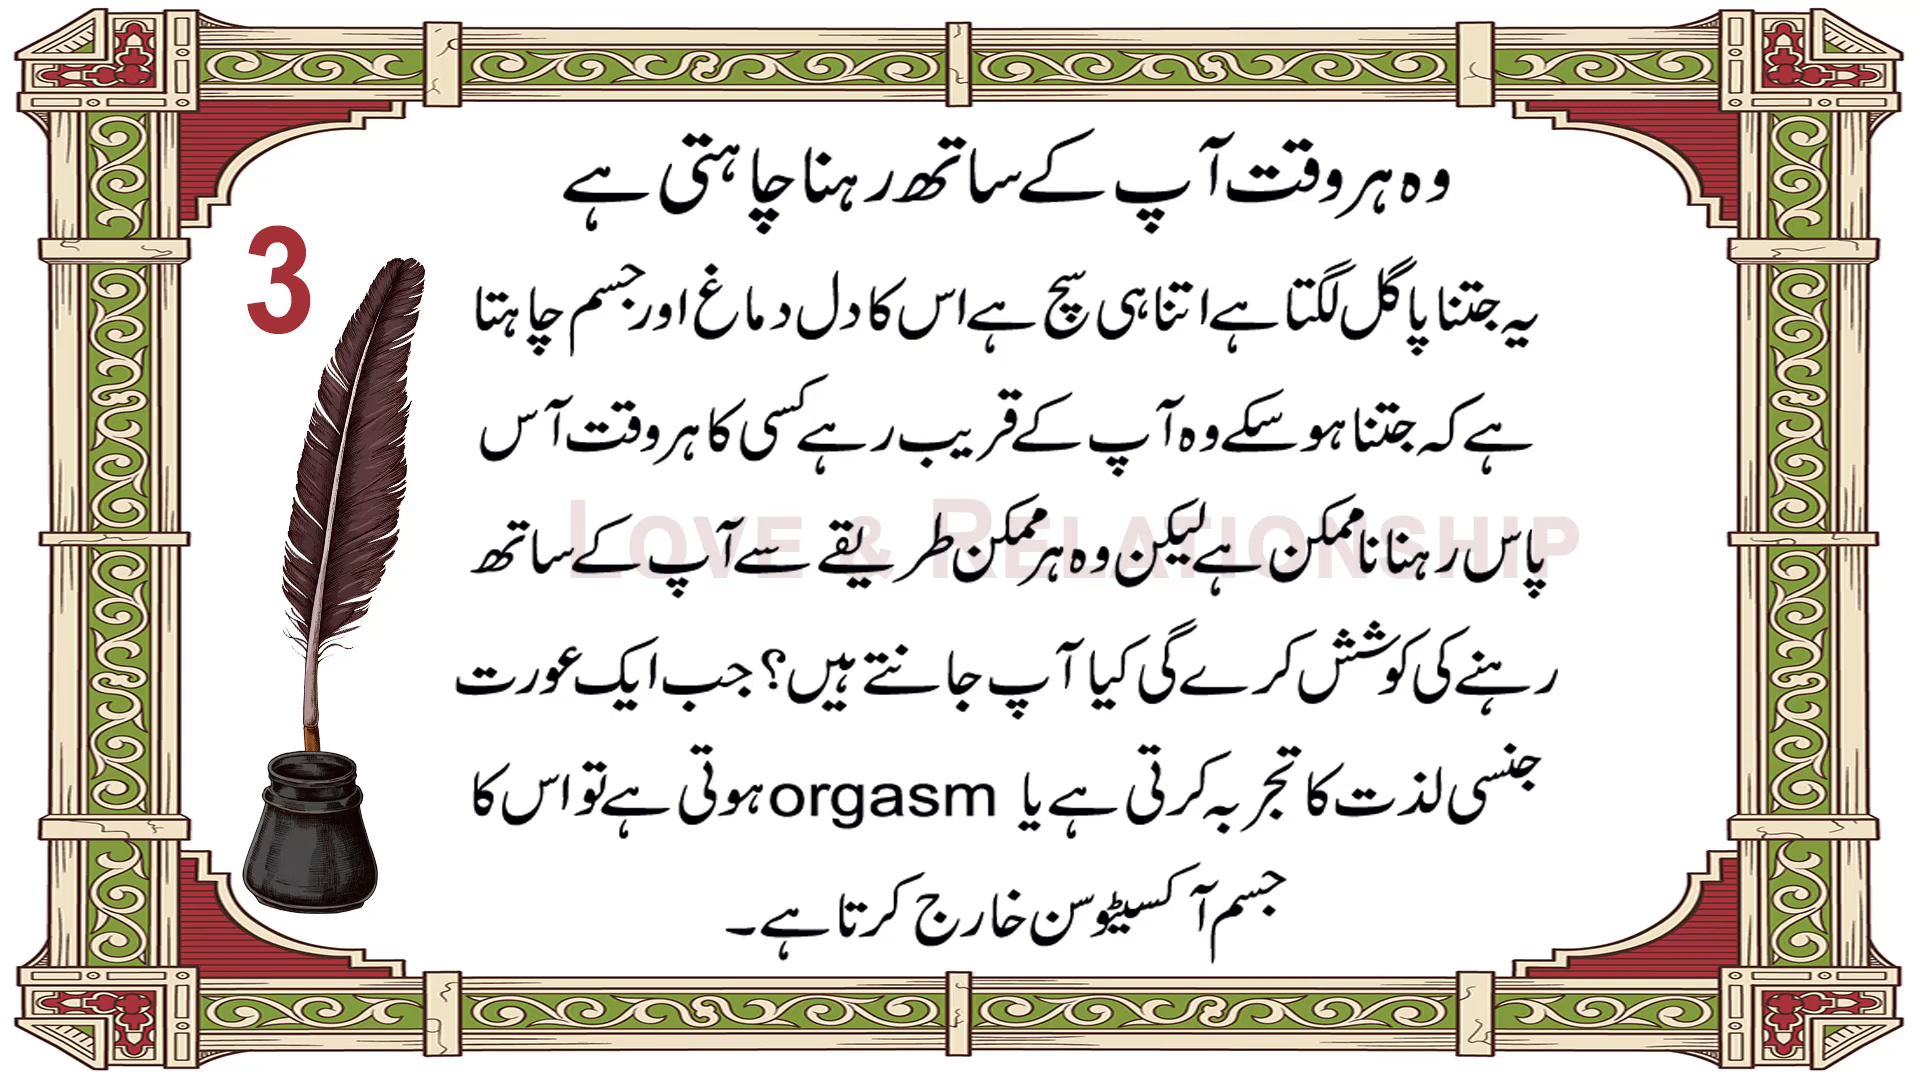 وہ ہر وقت آپ کے ساتھ رہنا چاہتی ہے
3
یہ جتنا پاگل لگتا ہے اتنا ہی سچ ہے اس کا دل دماغ اور جسم چاہتا
ہے کہ جتنا ہو سکے وہ آپ کے قریب رہے کسی کا ہر وقت آس
پاس رہنا ناممکن ہے لیکن وہ ہر ممکن طریقے سے آپ کے ساتھ
LOVE & RELATIONSHIP
رہنے کی کوشش کرے گی کیا آپ جانتے ہیں؟ جب ایک عورت
جنسی لذت کا تجربہ کرتی ہے یا orgasm ہوتی ہے تو اس کا
جسم آکسیٹوسن خارج کرتا ہے۔